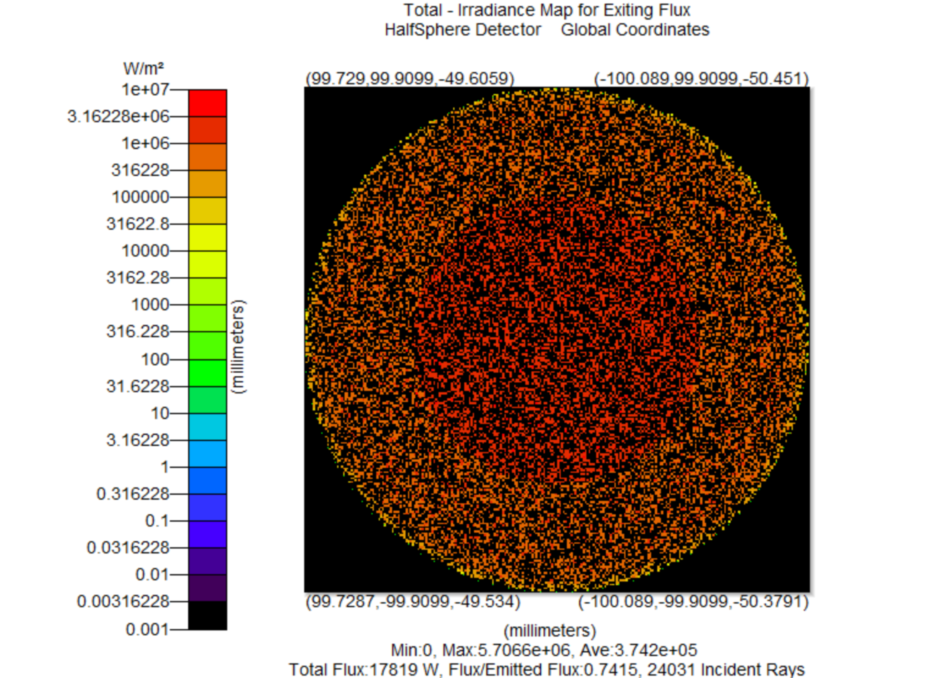 Total - Irradiance Map for Exiting Flux
HalfSphere Detector Global Coordinates
W/m²
1e+07
3.16228e+06
1e+06
316228
100000
31622.8
10000
3162.28
1000
316.228
100
31.6228
10
3.16228
1
0.316228
0.1
0.0316228
0.01
0.00316228
0.001
(millimeters)
(99.729,99.9099,-49.6059) (-100.089,99.9099,-50.451)
(99.7287,-99.9099,-49.534) (-100.089,-99.9099,-50.3791)
(millimeters)
Min:0, Max:5.7066e+06, Ave:3.742e+05
Total Flux:17819 W, Flux/Emitted Flux:0.7415, 24031 Incident Rays